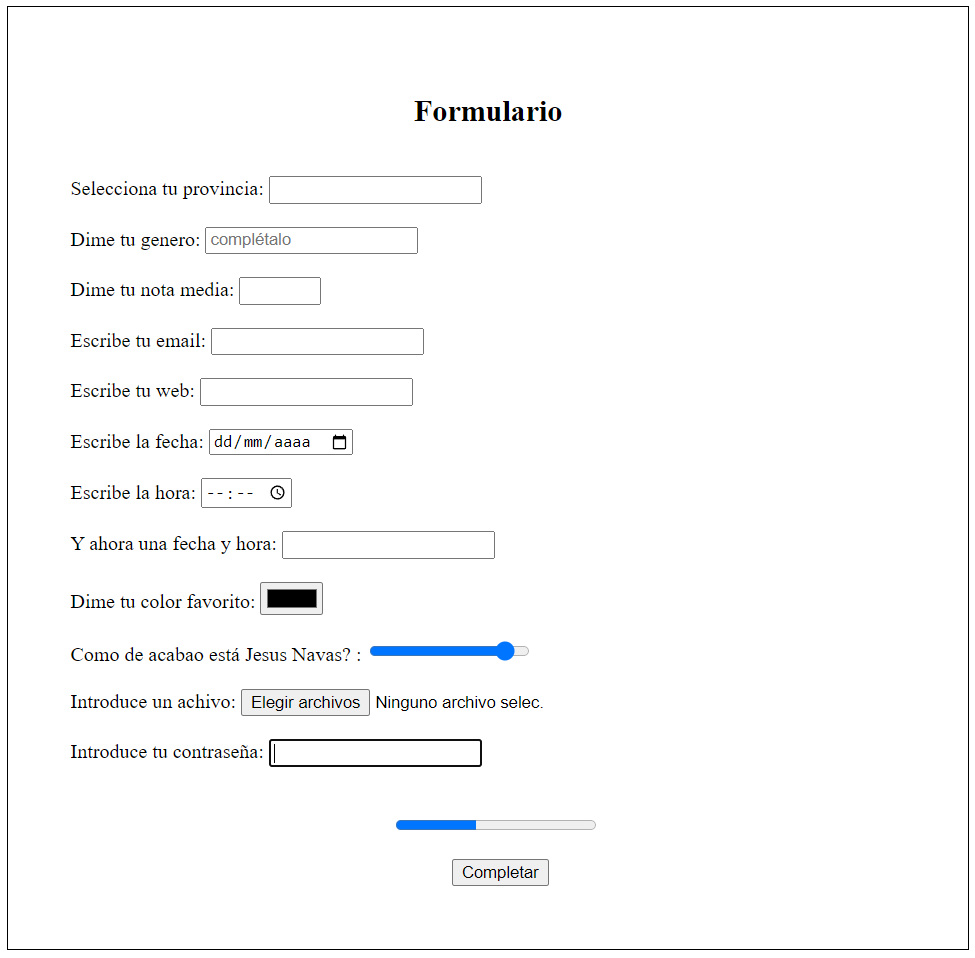 Formulario
Selecciona tu provincia:
Dime tu genero: complétalo
Dime tu nota media:
Escribe tu email:
Escribe tu web:
Escribe la fecha: dd/mm/aaaa
Escribe la hora: --:--
Y ahora una fecha y hora:
Dime tu color favorito:
Como de acabao está Jesus Navas? :
Introduce un achivo: Elegir archivos Ninguno archivo selec.
Introduce tu contraseña:
Completar